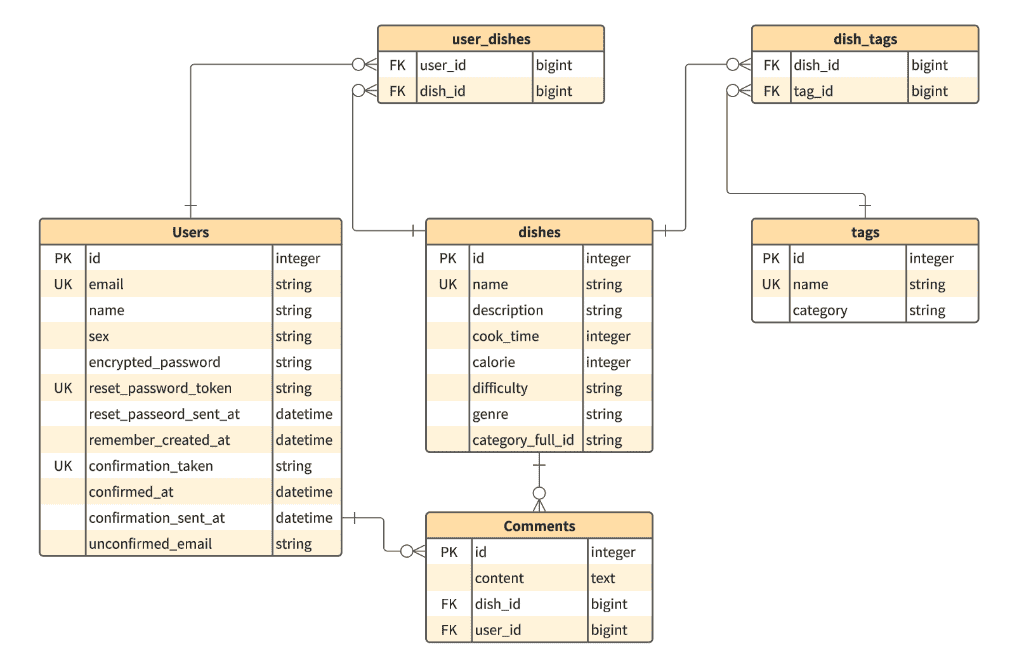 user_dishes
FK user_id bigint
FK dish_id bigint
dish_tags
FK dish_id bigint
FK tag_id bigint
Users
PK id integer
UK email string
name string
sex string
encrypted_password string
UK reset_password_token string
reset_passeord_sent_at datetime
remember_created_at datetime
UK confirmation_taken string
confirmed_at datetime
confirmation_sent_at datetime
unconfirmed_email string
dishes
PK id integer
UK name string
description string
cook_time integer
calorie integer
difficulty string
genre string
category_full_id string
tags
PK id integer
UK name string
category string
Comments
PK id integer
content text
FK dish_id bigint
FK user_id bigint